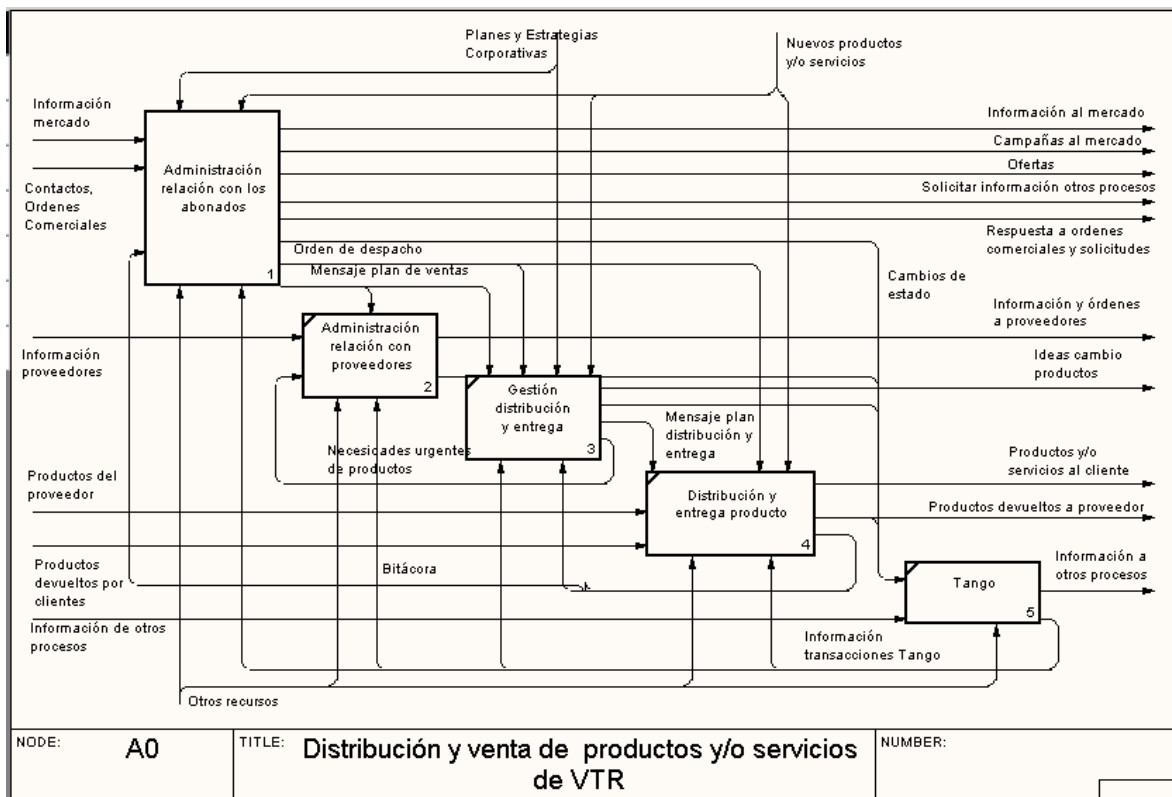 Planes y Estrategias
Corporativas
Nuevos productos
y/o servicios
Información
mercado
Contactos,
Ordenes
Comerciales
Administración
relación con los
abonados
1
Información al mercado
Campañas al mercado
Ofertas
Solicitar información otros procesos
Respuesta a ordenes
comerciales y solicitudes
Orden de despacho
Mensaje plan de ventas
Cambios de
estado
Información
proveedores
Administración
relación con
proveedores
2
Información y órdenes
a proveedores
Ideas cambio
productos
Gestión
distribución
y entrega
3
Necesidades urgentes
de productos
Mensaje plan
distribución y
entrega
Productos del
proveedor
Distribución y
entrega producto
4
Productos y/o
servicios al cliente
Productos devueltos a proveedor
Productos
devueltos por
clientes
Bitácora
Tango
5
Información a
otros procesos
Información de otros
procesos
Información
transacciones Tango
Otros recursos
NODE:
A0
TITLE:
Distribución y venta de productos y/o servicios
de VTR
NUMBER: